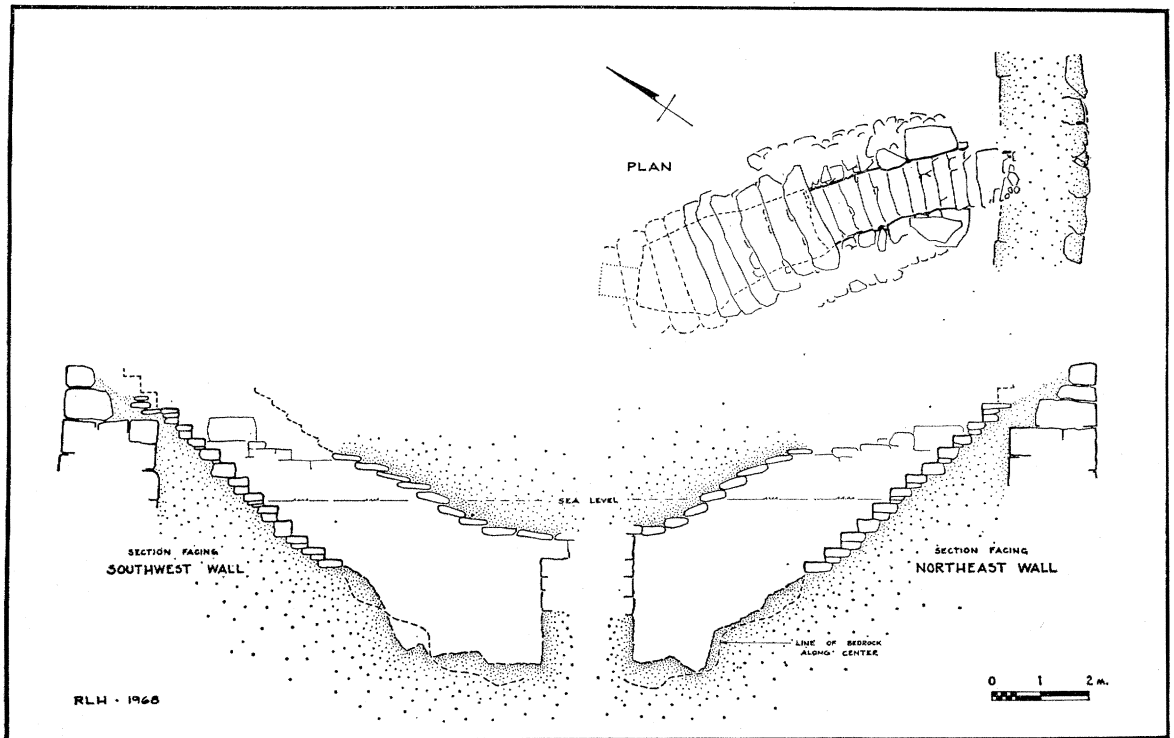 PLAN
SEA LEVEL
SECTION FACING
SOUTHWEST WALL
SECTION FACING
NORTHEAST WALL
LINE OF BEDROCK
ALONG CENTER
0 1 2 m.
RLH · 1968